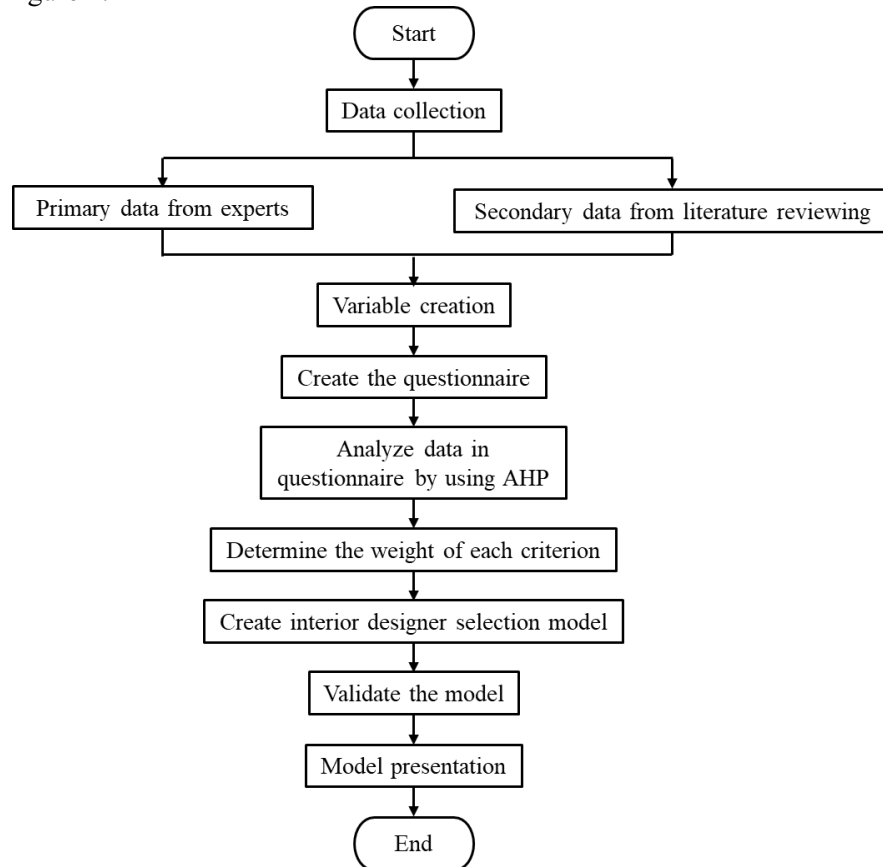 Start
Data collection
Primary data from experts
Secondary data from literature reviewing
Variable creation
Create the questionnaire
Analyze data in
questionnaire by using AHP
Determine the weight of each criterion
Create interior designer selection model
Validate the model
Model presentation
End